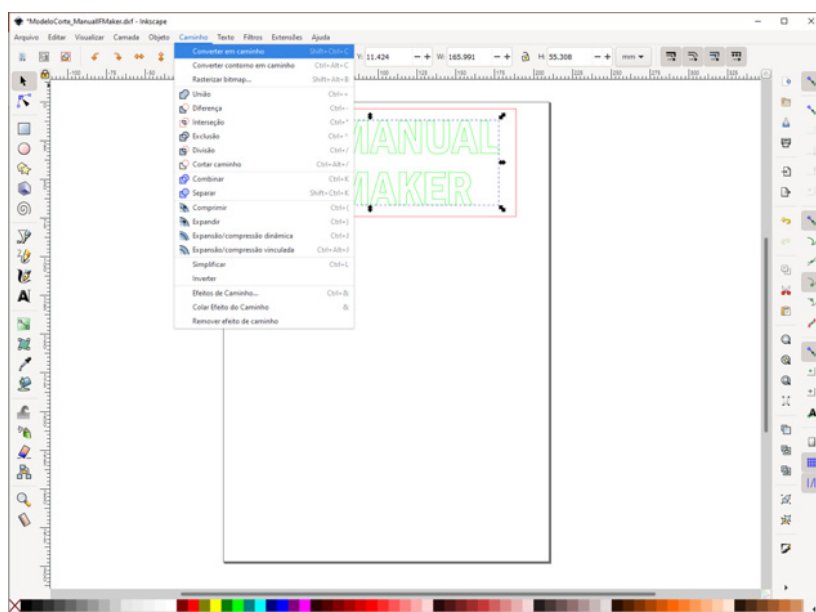 *ModeloCorte_ManualIFMaker.dxf - Inkscape
Arquivo Editar Visualizar Camada Objeto Caminho Texto Filtros Extensões Ajuda
Y: 11.424 - + W: 165.991 - + H: 55.308 - + mm
Converter em caminho Shift+Ctrl+C
Converter contorno em caminho Ctrl+Alt+C
Rasterizar bitmap... Shift+Alt+B
União Ctrl++
Diferença Ctrl+-
Interseção Ctrl+*
Exclusão Ctrl+^
Divisão Ctrl+/
Cortar caminho Ctrl+Alt+/
Combinar Ctrl+K
Separar Shift+Ctrl+K
Comprimir Ctrl+(
Expandir Ctrl+)
Expansão/compressão dinâmica Ctrl+J
Expansão/compressão vinculada Ctrl+Alt+J
Simplificar Ctrl+L
Inverter
Efeitos de Caminho... Ctrl+&
Colar Efeito do Caminho &
Remover efeito de caminho
MANUAL
MAKER